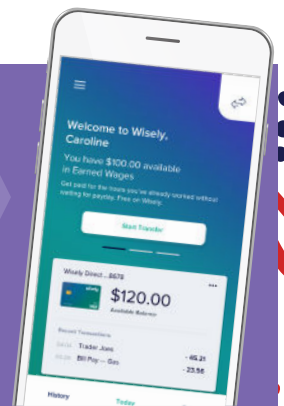 Welcome to Wisely,
Caroline
You have $100.00 available
in Earned Wages
Get paid for the hours you've already worked without
waiting for payday. Free on Wisely.
Start Transfer
Wisely Direct ...8678
wisely
$120.00
Available Balance
Recent Transactions
Trader Joes
- 45.21
Bill Pay — Gas
- 23.56
History
Today